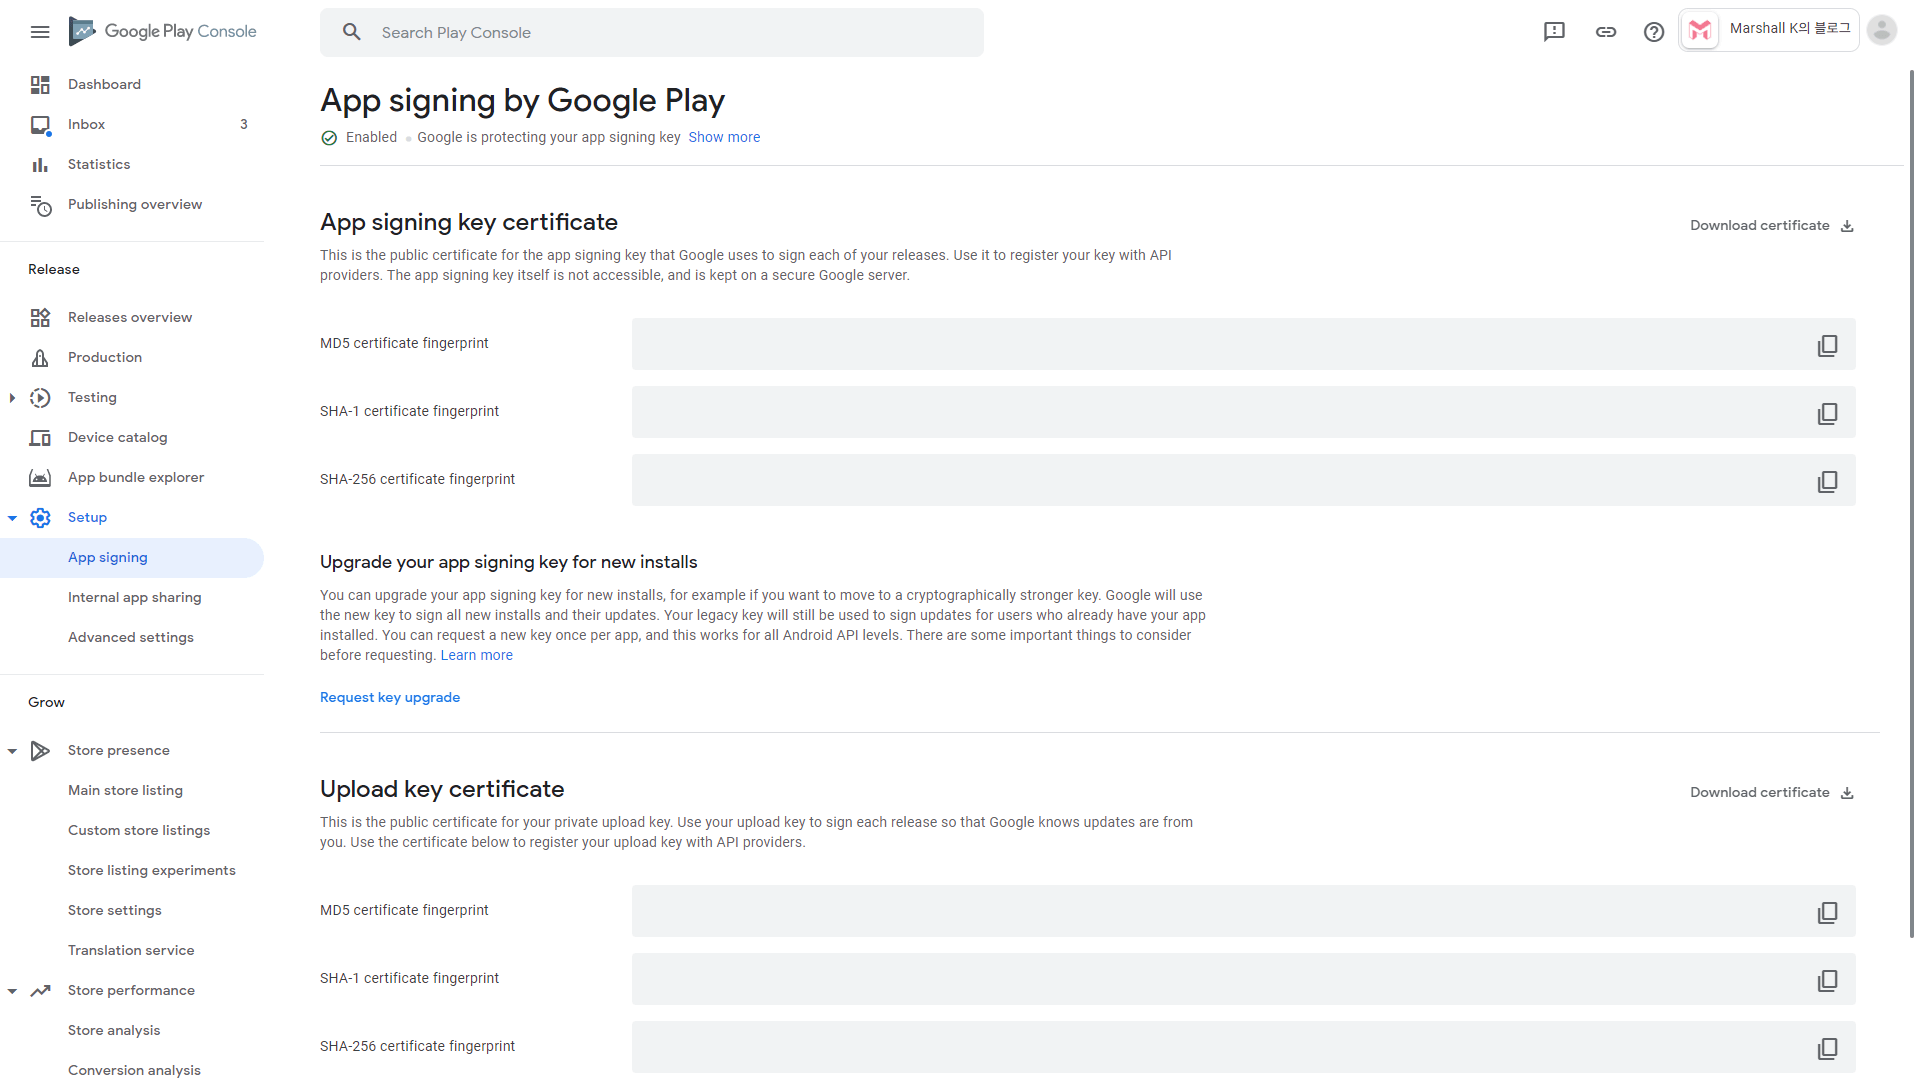 Google Play Console
Search Play Console
Marshall K의 블로그
Dashboard
Inbox 3
Statistics
Publishing overview
Release
Releases overview
Production
Testing
Device catalog
App bundle explorer
Setup
App signing
Internal app sharing
Advanced settings
Grow
Store presence
Main store listing
Custom store listings
Store listing experiments
Store settings
Translation service
Store performance
Store analysis
Conversion analysis
App signing by Google Play
Enabled Google is protecting your app signing key Show more
App signing key certificate
Download certificate
This is the public certificate for the app signing key that Google uses to sign each of your releases. Use it to register your key with API
providers. The app signing key itself is not accessible, and is kept on a secure Google server.
MD5 certificate fingerprint
SHA-1 certificate fingerprint
SHA-256 certificate fingerprint
Upgrade your app signing key for new installs
You can upgrade your app signing key for new installs, for example if you want to move to a cryptographically stronger key. Google will use
the new key to sign all new installs and their updates. Your legacy key will still be used to sign updates for users who already have your app
installed. You can request a new key once per app, and this works for all Android API levels. There are some important things to consider
before requesting. Learn more
Request key upgrade
Upload key certificate
Download certificate
This is the public certificate for your private upload key. Use your upload key to sign each release so that Google knows updates are from
you. Use the certificate below to register your upload key with API providers.
MD5 certificate fingerprint
SHA-1 certificate fingerprint
SHA-256 certificate fingerprint